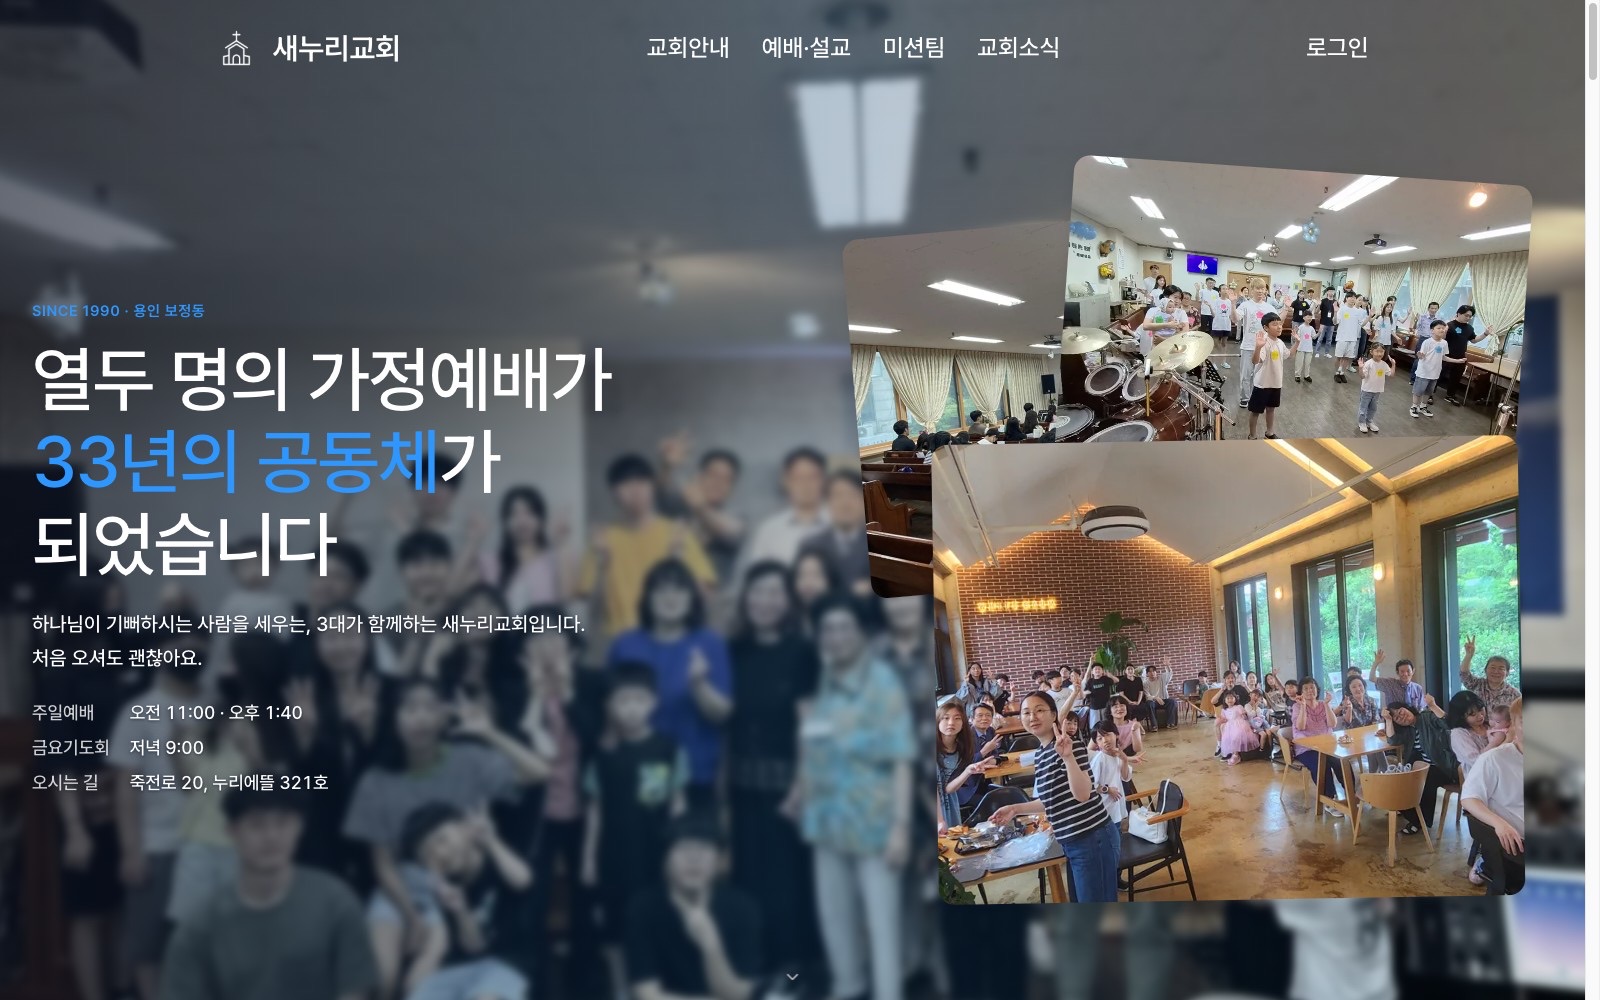 새누리교회
교회안내 예배·설교 미션팀 교회소식
로그인
SINCE 1990 · 용인 보정동
열두 명의 가정예배가
33년의 공동체가
되었습니다
하나님이 기뻐하시는 사람을 세우는, 3대가 함께하는 새누리교회입니다.
처음 오셔도 괜찮아요.
주일예배 오전 11:00 · 오후 1:40
금요기도회 저녁 9:00
오시는 길 죽전로 20, 누리에뜰 321호